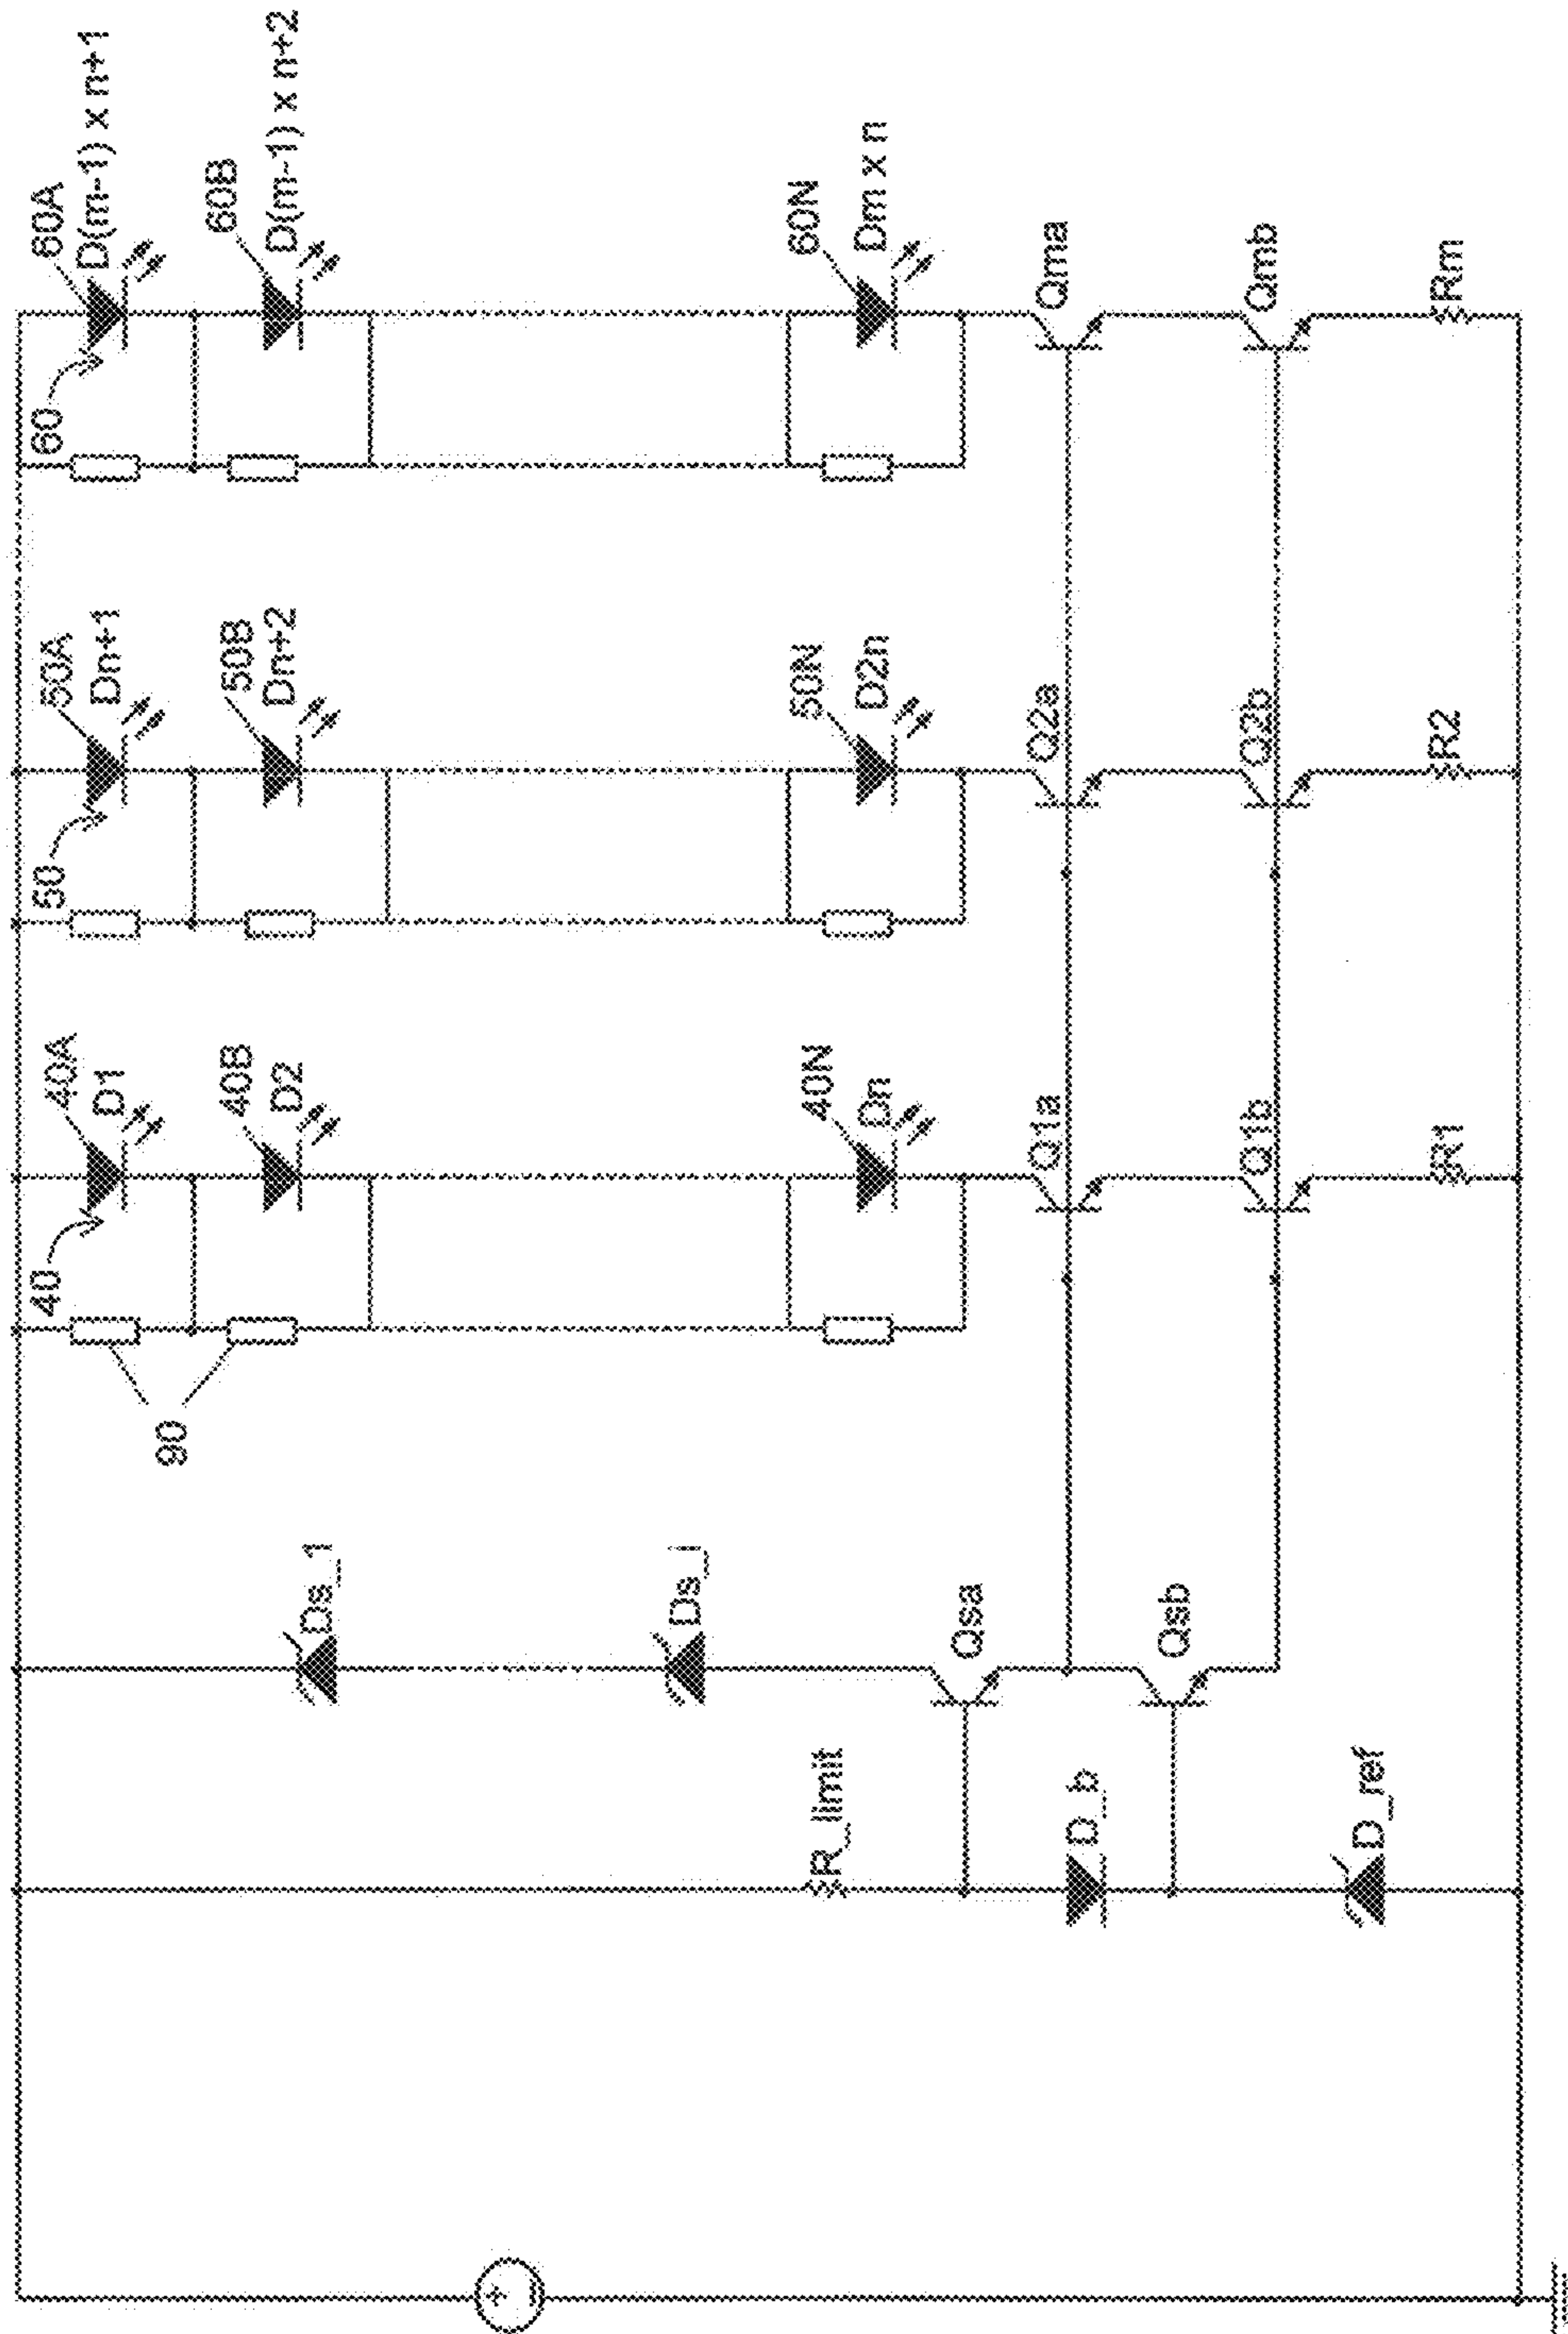 60A
D(m-1) x n+1
60
60B
D(m-1) x n+2
60N
Dm x n
Qma
Qmb
Rm
50A
Dn+1
50
50B
Dn+2
50N
D2n
Q2a
Q2b
R2
40A
D1
40
40B
D2
40N
Dn
Q1a
Q1b
R1
90
Ds_1
Ds_i
Qsa
Qsb
R_limit
D_b
D_ref
+